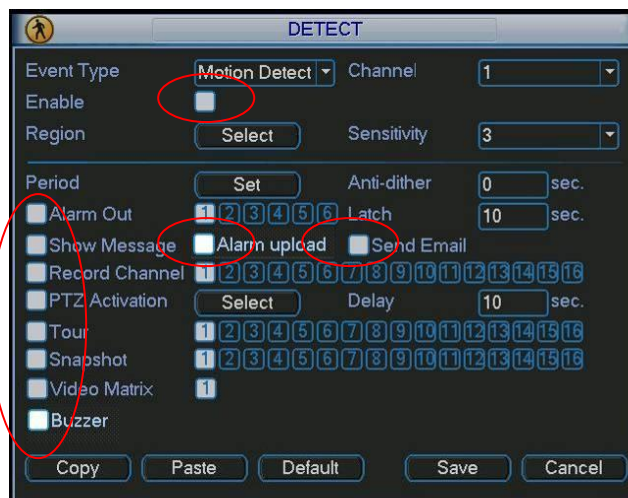 DETECT
Event Type Motion Detect Channel 1
Enable
Region Select Sensitivity 3
Period Set Anti-dither 0 sec.
Alarm Out 1 2 3 4 5 6 Latch 10 sec.
Show Message Alarm upload Send Email
Record Channel 1 2 3 4 5 6 7 8 9 10 11 12 13 14 15 16
PTZ Activation Select Delay 10 sec.
Tour 1 2 3 4 5 6 7 8 9 10 11 12 13 14 15 16
Snapshot 1 2 3 4 5 6 7 8 9 10 11 12 13 14 15 16
Video Matrix 1
Buzzer
Copy Paste Default Save Cancel